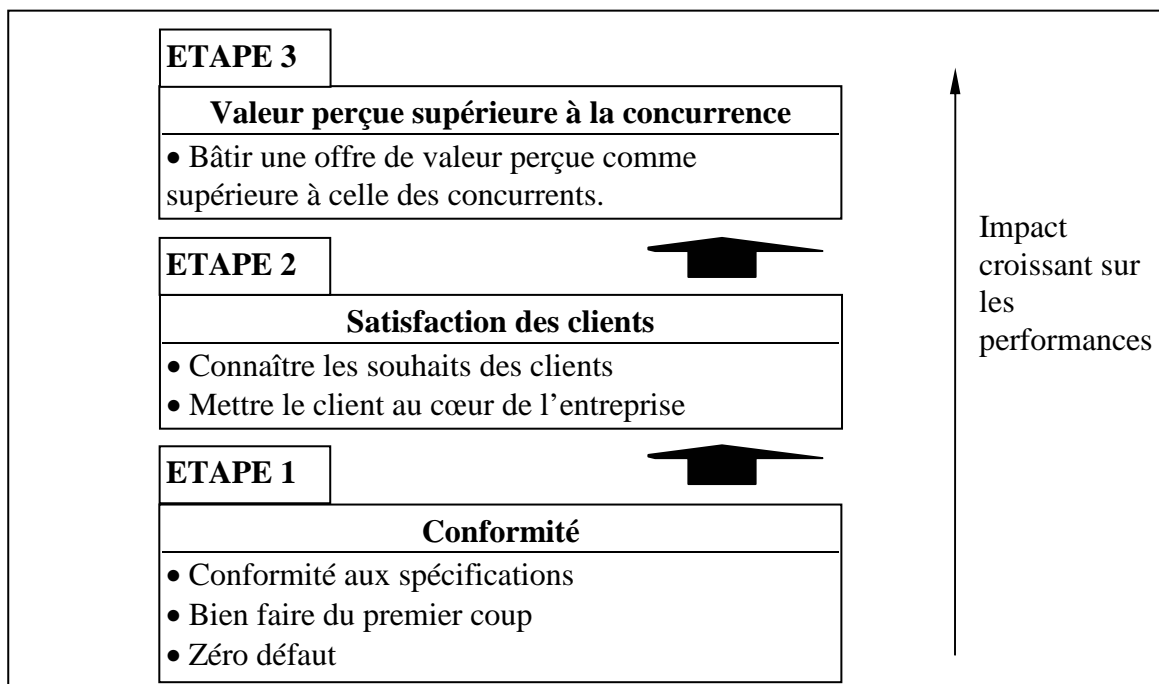 ETAPE 3
Valeur perçue supérieure à la concurrence
• Bâtir une offre de valeur perçue comme
supérieure à celle des concurrents.
ETAPE 2
Satisfaction des clients
• Connaître les souhaits des clients
• Mettre le client au cœur de l’entreprise
ETAPE 1
Conformité
• Conformité aux spécifications
• Bien faire du premier coup
• Zéro défaut
Impact
croissant sur
les
performances